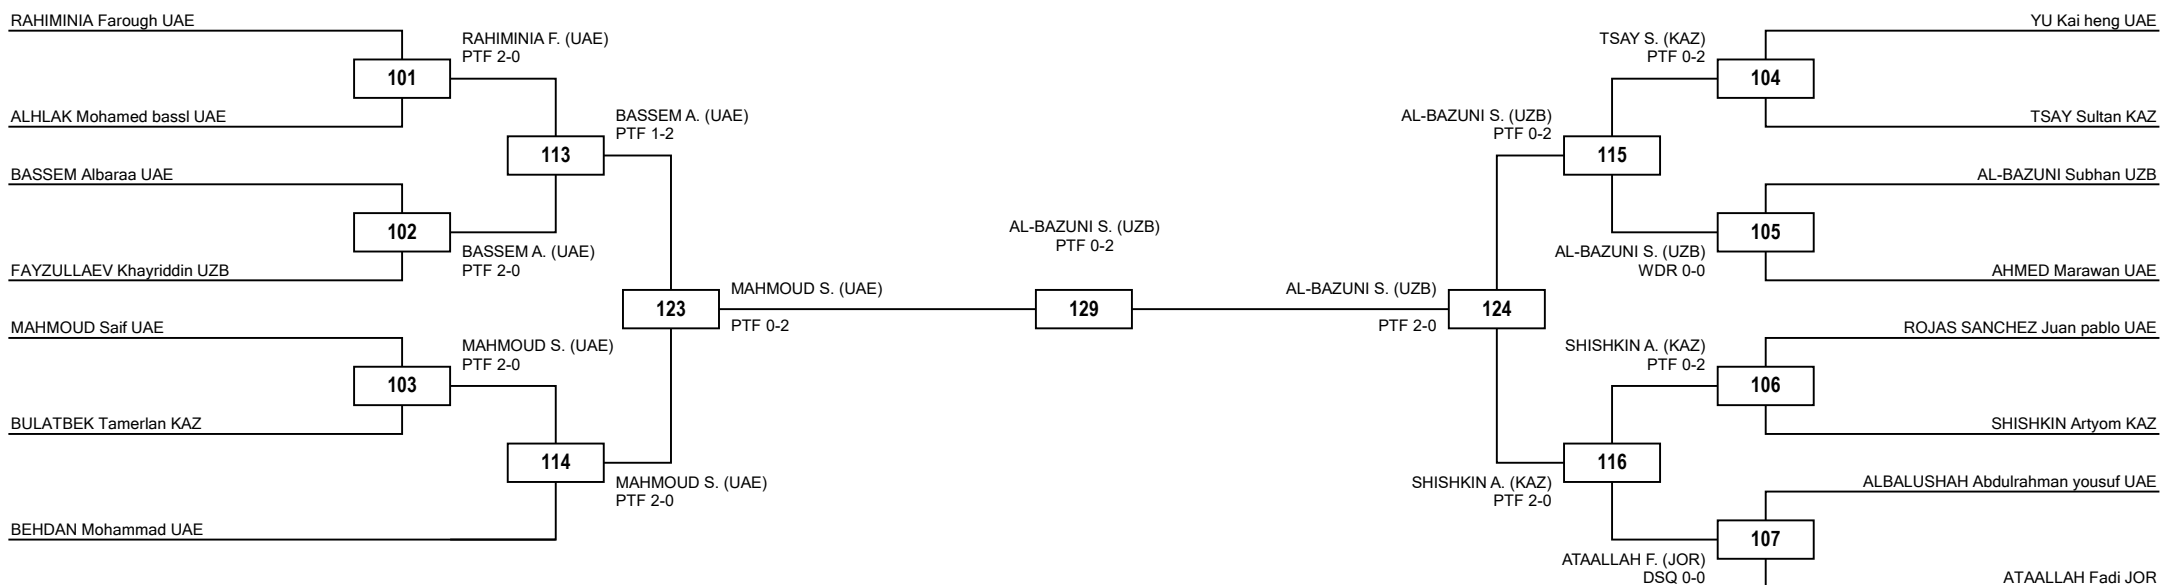 RAHIMINIA Farough UAE
RAHIMINIA F. (UAE)
PTF 2-0
101
ALHLAK Mohamed bassl UAE
BASSEM A. (UAE)
PTF 1-2
113
BASSEM Albaraa UAE
102
BASSEM A. (UAE)
PTF 2-0
FAYZULLAEV Khayriddin UZB
123
MAHMOUD S. (UAE)
PTF 0-2
MAHMOUD Saif UAE
MAHMOUD S. (UAE)
PTF 2-0
103
BULATBEK Tamerlan KAZ
114
MAHMOUD S. (UAE)
PTF 2-0
BEHDAN Mohammad UAE
AL-BAZUNI S. (UZB)
PTF 0-2
129
YU Kai heng UAE
TSAY S. (KAZ)
PTF 0-2
104
TSAY Sultan KAZ
AL-BAZUNI S. (UZB)
PTF 0-2
115
AL-BAZUNI Subhan UZB
105
AL-BAZUNI S. (UZB)
WDR 0-0
AHMED Marawan UAE
AL-BAZUNI S. (UZB)
PTF 2-0
124
ROJAS SANCHEZ Juan pablo UAE
SHISHKIN A. (KAZ)
PTF 0-2
106
SHISHKIN Artyom KAZ
116
SHISHKIN A. (KAZ)
PTF 2-0
ALBALUSHAH Abdulrahman yousuf UAE
107
ATAALLAH F. (JOR)
DSQ 0-0
ATAALLAH Fadi JOR